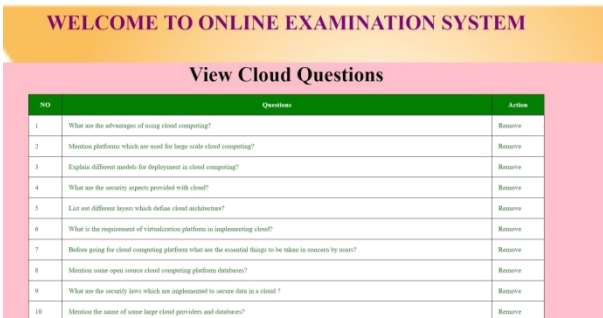 WELCOME TO ONLINE EXAMINATION SYSTEM
View Cloud Questions
NO Questions Action
1 What are the advantages of using cloud computing? Remove
2 Mention platforms which are used for large scale cloud computing? Remove
3 Explain different models for deployment in cloud computing? Remove
4 What are the security aspects provided with cloud? Remove
5 List out different layers which define cloud architecture? Remove
6 What is the requirement of virtualization platform in implementing cloud? Remove
7 Before going for cloud computing platform what are the essential things to be taken in concern by users? Remove
8 Mention some open source cloud computing platform databases? Remove
9 What are the security laws which are implemented to secure data in a cloud ? Remove
10 Mention the name of some large cloud providers and databases? Remove